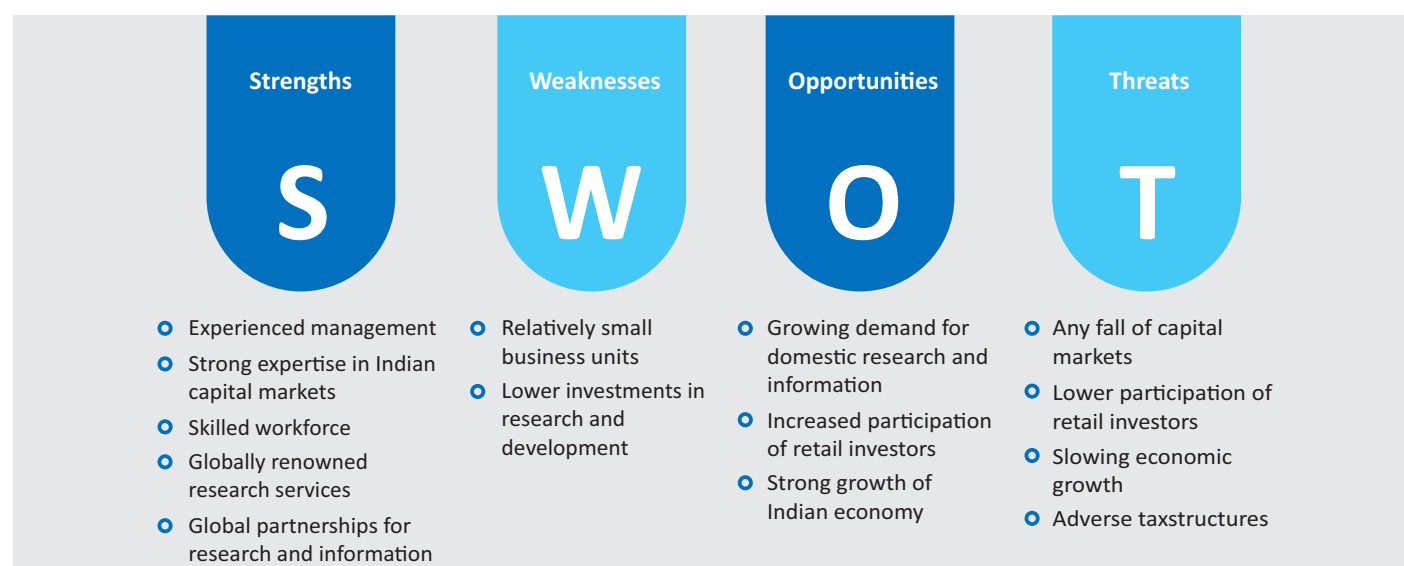 Strengths
S
Experienced management
Strong expertise in Indian
capital markets
Skilled workforce
Globally renowned
research services
Global partnerships for
research and information
Weaknesses
W
Relatively small
business units
Lower investments in
research and
development
Opportunities
O
Growing demand for
domestic research and
information
Increased participation
of retail investors
Strong growth of
Indian economy
Threats
T
Any fall of capital
markets
Lower participation of
retail investors
Slowing economic
growth
Adverse taxstructures